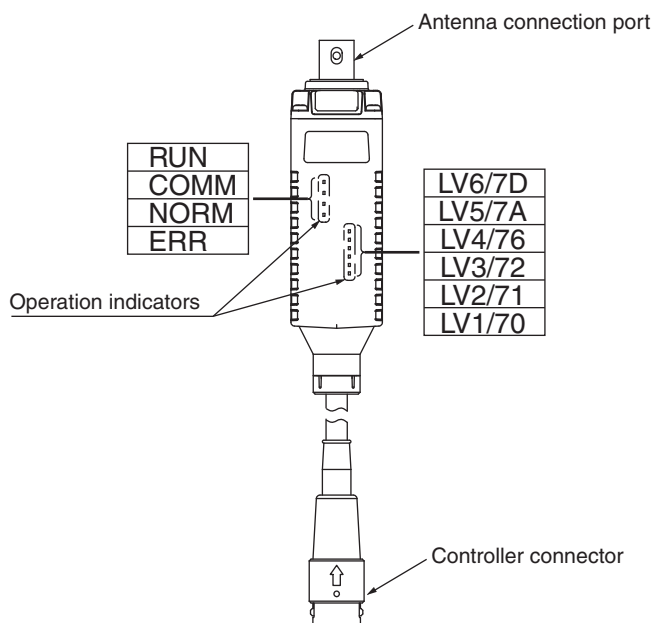 Antenna connection port
RUN
COMM
NORM
ERR
LV6/7D
LV5/7A
LV4/76
LV3/72
LV2/71
LV1/70
Operation indicators
Controller connector